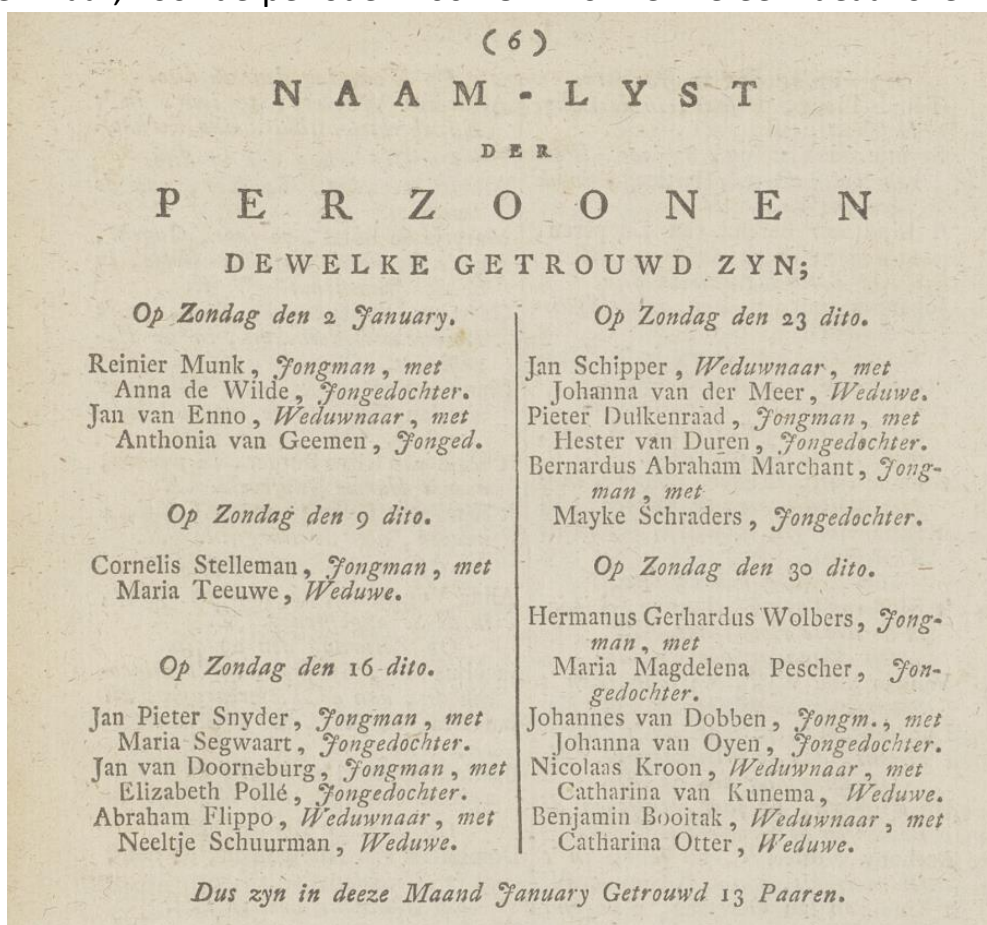 ( 6 )
NAAM-LYST
DER
PERZOONEN
DEWELKE GETROUWD ZYN;
Op Zondag den 2 January.
Reinier Munk, Jongman, met
Anna de Wilde, Jongedochter.
Jan van Enno, Weduwnaar, met
Anthonia van Geemen, Jonged.
Op Zondag den 9 dito.
Cornelis Stelleman, Jongman, met
Maria Teeuwe, Weduwe.
Op Zondag den 16 dito.
Jan Pieter Snyder, Jongman, met
Maria Segwaart, Jongedochter.
Jan van Doorneburg, Jongman, met
Elizabeth Pollé, Jongedochter.
Abraham Flippo, Weduwnaar, met
Neeltje Schuurman, Weduwe.
Op Zondag den 23 dito.
Jan Schipper, Weduwnaar, met
Johanna van der Meer, Weduwe.
Pieter Dulkenraad, Jongman, met
Hester van Duren, Jongedochter.
Bernardus Abraham Marchant, Jong-
man, met
Mayke Schraders, Jongedochter.
Op Zondag den 30 dito.
Hermanus Gerhardus Wolbers, Jong-
man, met
Maria Magdelena Pescher, Jon-
gedochter.
Johannes van Dobben, Jongm., met
Johanna van Oyen, Jongedochter.
Nicolaas Kroon, Weduwnaar, met
Catharina van Kunema, Weduwe.
Benjamin Booitak, Weduwnaar, met
Catharina Otter, Weduwe.
Dus zyn in deeze Maand January Getrouwd 13 Paaren.